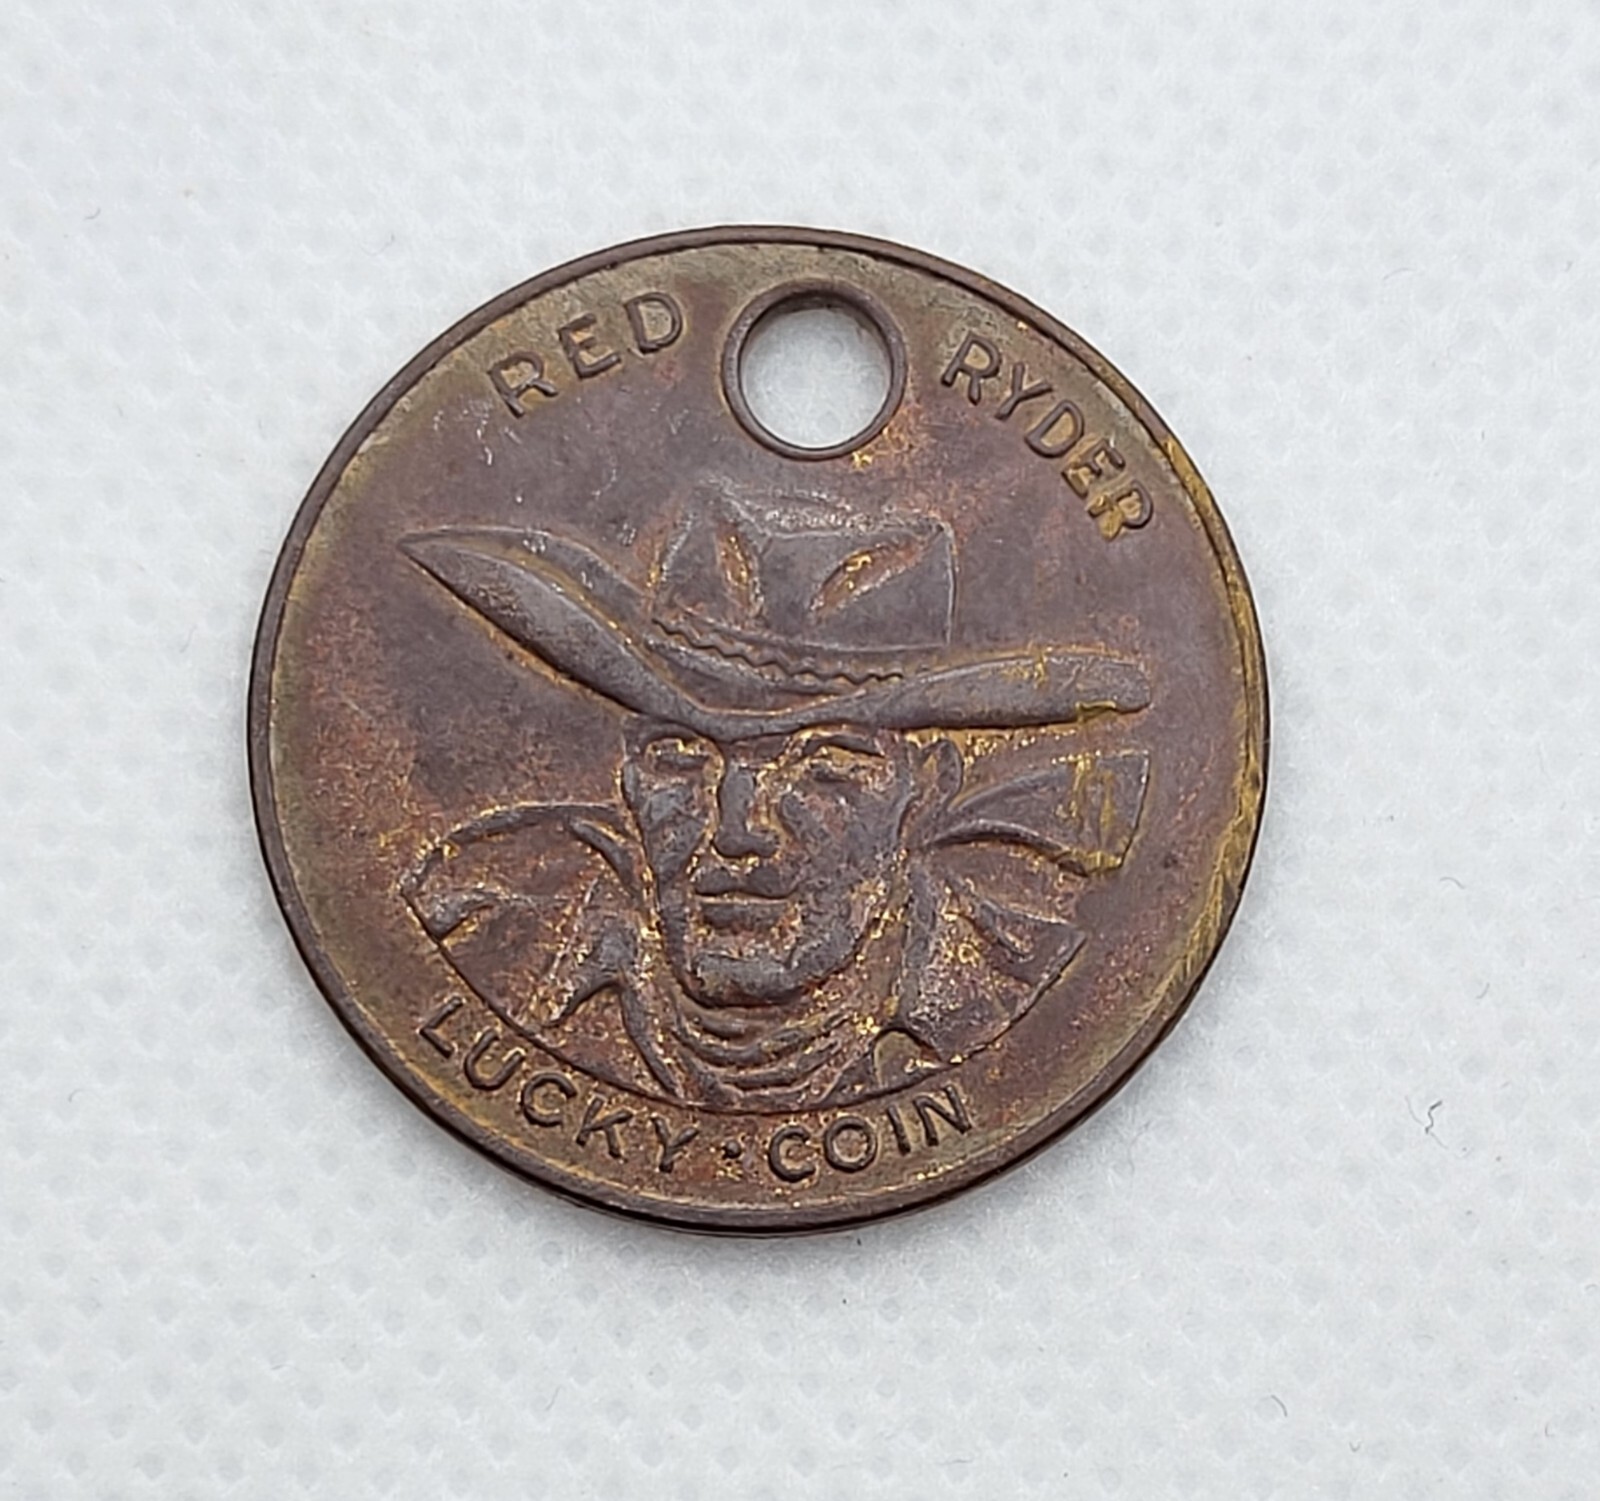 RED RYDER
LUCKY · COIN